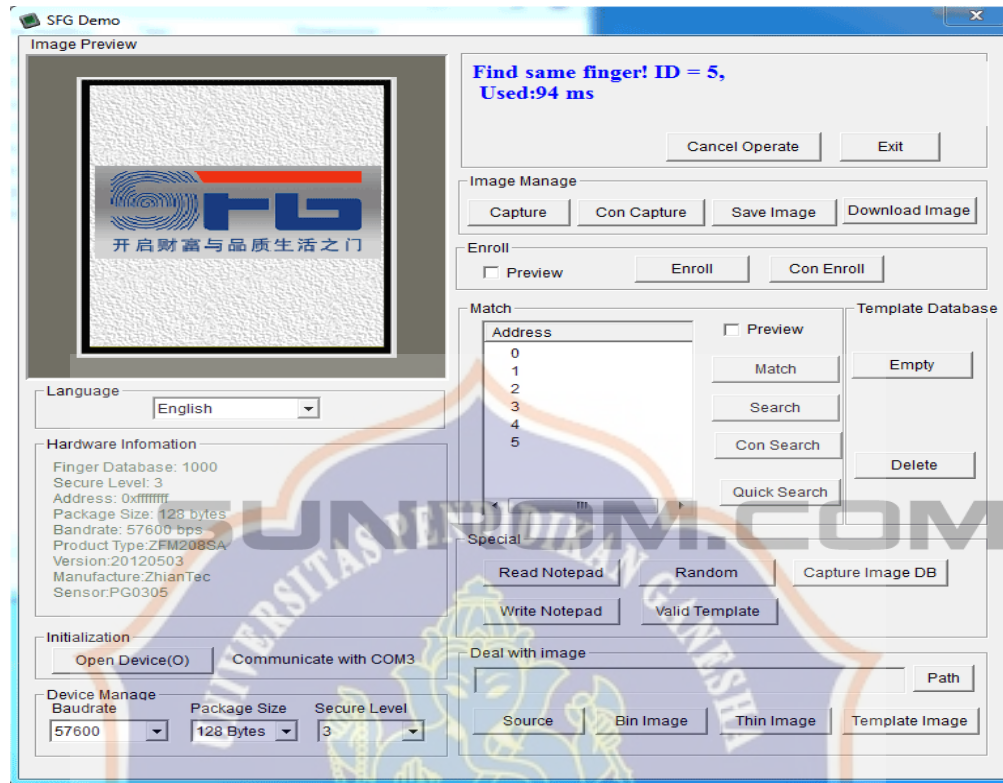 SFG Demo
Image Preview
SFG
开启财富与品质生活之门
Find same finger! ID = 5,
Used:94 ms
Cancel Operate
Exit
Image Manage
Capture
Con Capture
Save Image
Download Image
Enroll
Preview
Enroll
Con Enroll
Match
Address
0
1
2
3
4
5
Preview
Match
Search
Con Search
Quick Search
Template Database
Empty
Delete
Language
English
Hardware Infomation
Finger Database: 1000
Secure Level: 3
Address: 0xffffffff
Package Size: 128 bytes
Bandrate: 57600 bps
Product Type:ZFM208SA
Version:20120503
Manufacture:ZhianTec
Sensor:PG0305
SUNROM.COM
UNIVERSITAS PENDIDIKAN GANESHA
Special
Read Notepad
Random
Capture Image DB
Write Notepad
Valid Template
Initialization
Open Device(O)
Communicate with COM3
Deal with image
Path
Source
Bin Image
Thin Image
Template Image
Device Manage
Baudrate
Package Size
Secure Level
57600
128 Bytes
3